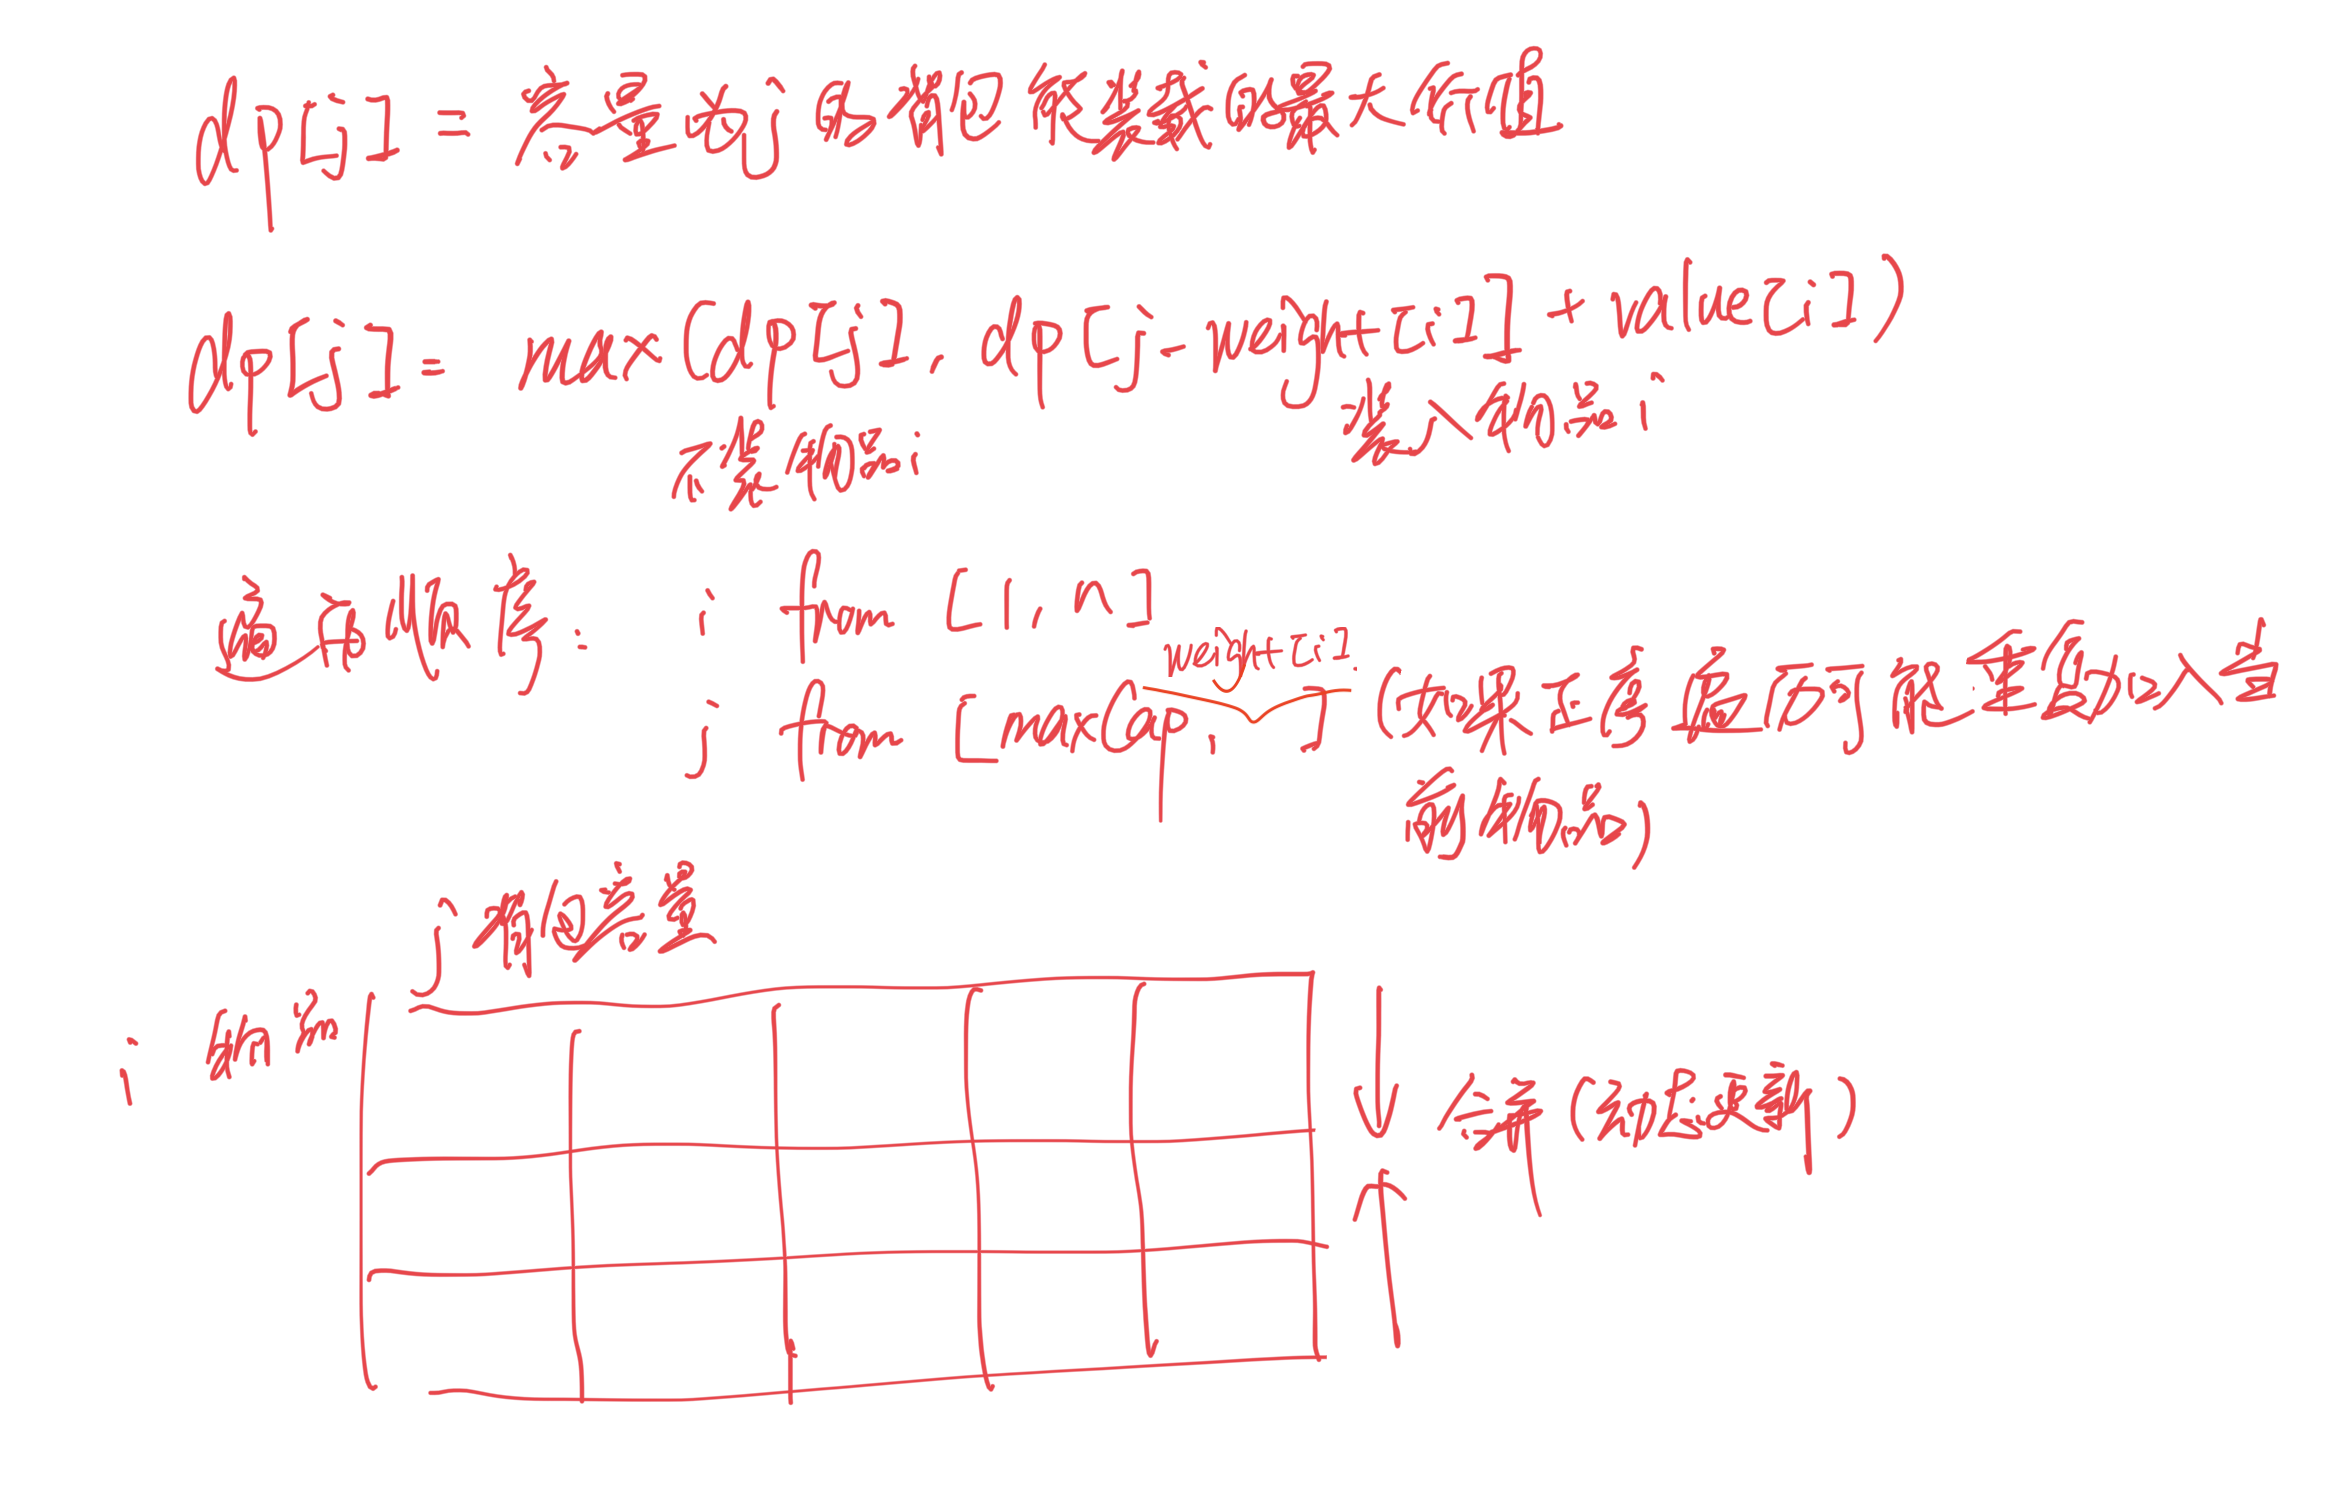 dp[j] = 容量为j的背包能装载的最大价值
dp[j] = max(dp[j], dp[j-weight[i]] + value[i])
不装物品i
装入物品i
遍历顺序: i from [1, n]
weight[i]
j from [maxCap, ] (如果正序遍历可能重复加入当
前物品)
j 背包容量
i 物品
合并(状态更新)